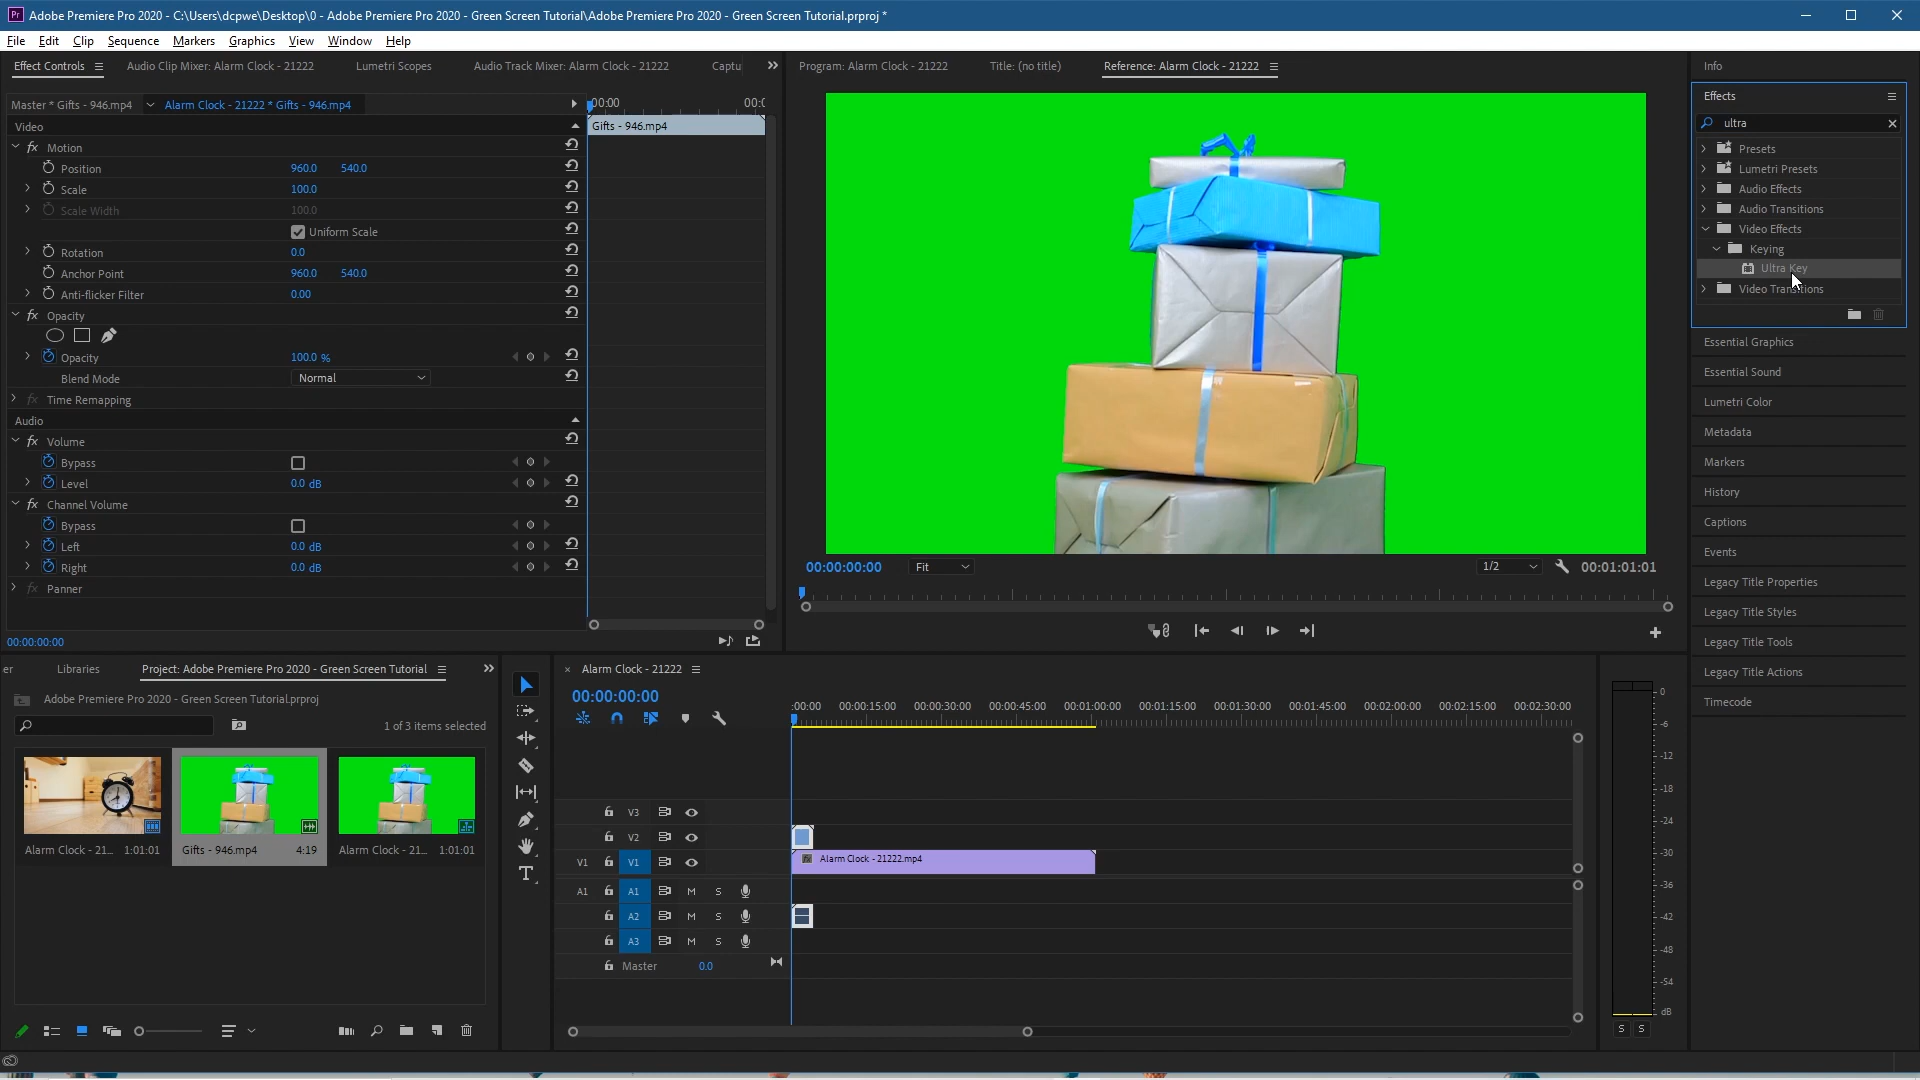 Adobe Premiere Pro 2020 - C:\Users\dcpwe\Desktop\0 - Adobe Premiere Pro 2020 - Green Screen Tutorial\Adobe Premiere Pro 2020 - Green Screen Tutorial.prproj *
File Edit Clip Sequence Markers Graphics View Window Help
Effect Controls Audio Clip Mixer: Alarm Clock - 21222 Lumetri Scopes Audio Track Mixer: Alarm Clock - 21222 Captu
Program: Alarm Clock - 21222 Title: (no title) Reference: Alarm Clock - 21222
Info
Master * Gifts - 946.mp4 Alarm Clock - 21222 * Gifts - 946.mp4
Video
Motion
Position 960.0 540.0
Scale 100.0
Scale Width 100.0
Uniform Scale
Rotation 0.0
Anchor Point 960.0 540.0
Anti-flicker Filter 0.00
Opacity
Opacity 100.0 %
Blend Mode Normal
Time Remapping
Audio
Volume
Bypass
Level 0.0 dB
Channel Volume
Bypass
Left 0.0 dB
Right 0.0 dB
Panner
00:00:00:00
Gifts - 946.mp4
00:00:00:00 Fit 1/2 00:01:01:01
Effects
ultra
Presets
Lumetri Presets
Audio Effects
Audio Transitions
Video Effects
Keying
Ultra Key
Video Transitions
Essential Graphics
Essential Sound
Lumetri Color
Metadata
Markers
History
Captions
Events
Legacy Title Properties
Legacy Title Styles
Legacy Title Tools
Legacy Title Actions
Timecode
er Libraries Project: Adobe Premiere Pro 2020 - Green Screen Tutorial
Adobe Premiere Pro 2020 - Green Screen Tutorial.prproj
1 of 3 items selected
Alarm Clock - 21... 1:01:01
Gifts - 946.mp4 4:19
Alarm Clock - 21... 1:01:01
Alarm Clock - 21222
00:00:00:00
:00:00 00:00:15:00 00:00:30:00 00:00:45:00 00:01:00:00 00:01:15:00 00:01:30:00 00:01:45:00 00:02:00:00 00:02:15:00 00:02:30:00
V3
V2
V1 V1 Alarm Clock - 21222.mp4
A1 A1 M S
A2 M S
A3 M S
Master 0.0
0
-6
-12
-18
-24
-30
-36
-42
-48
-54
dB
S S